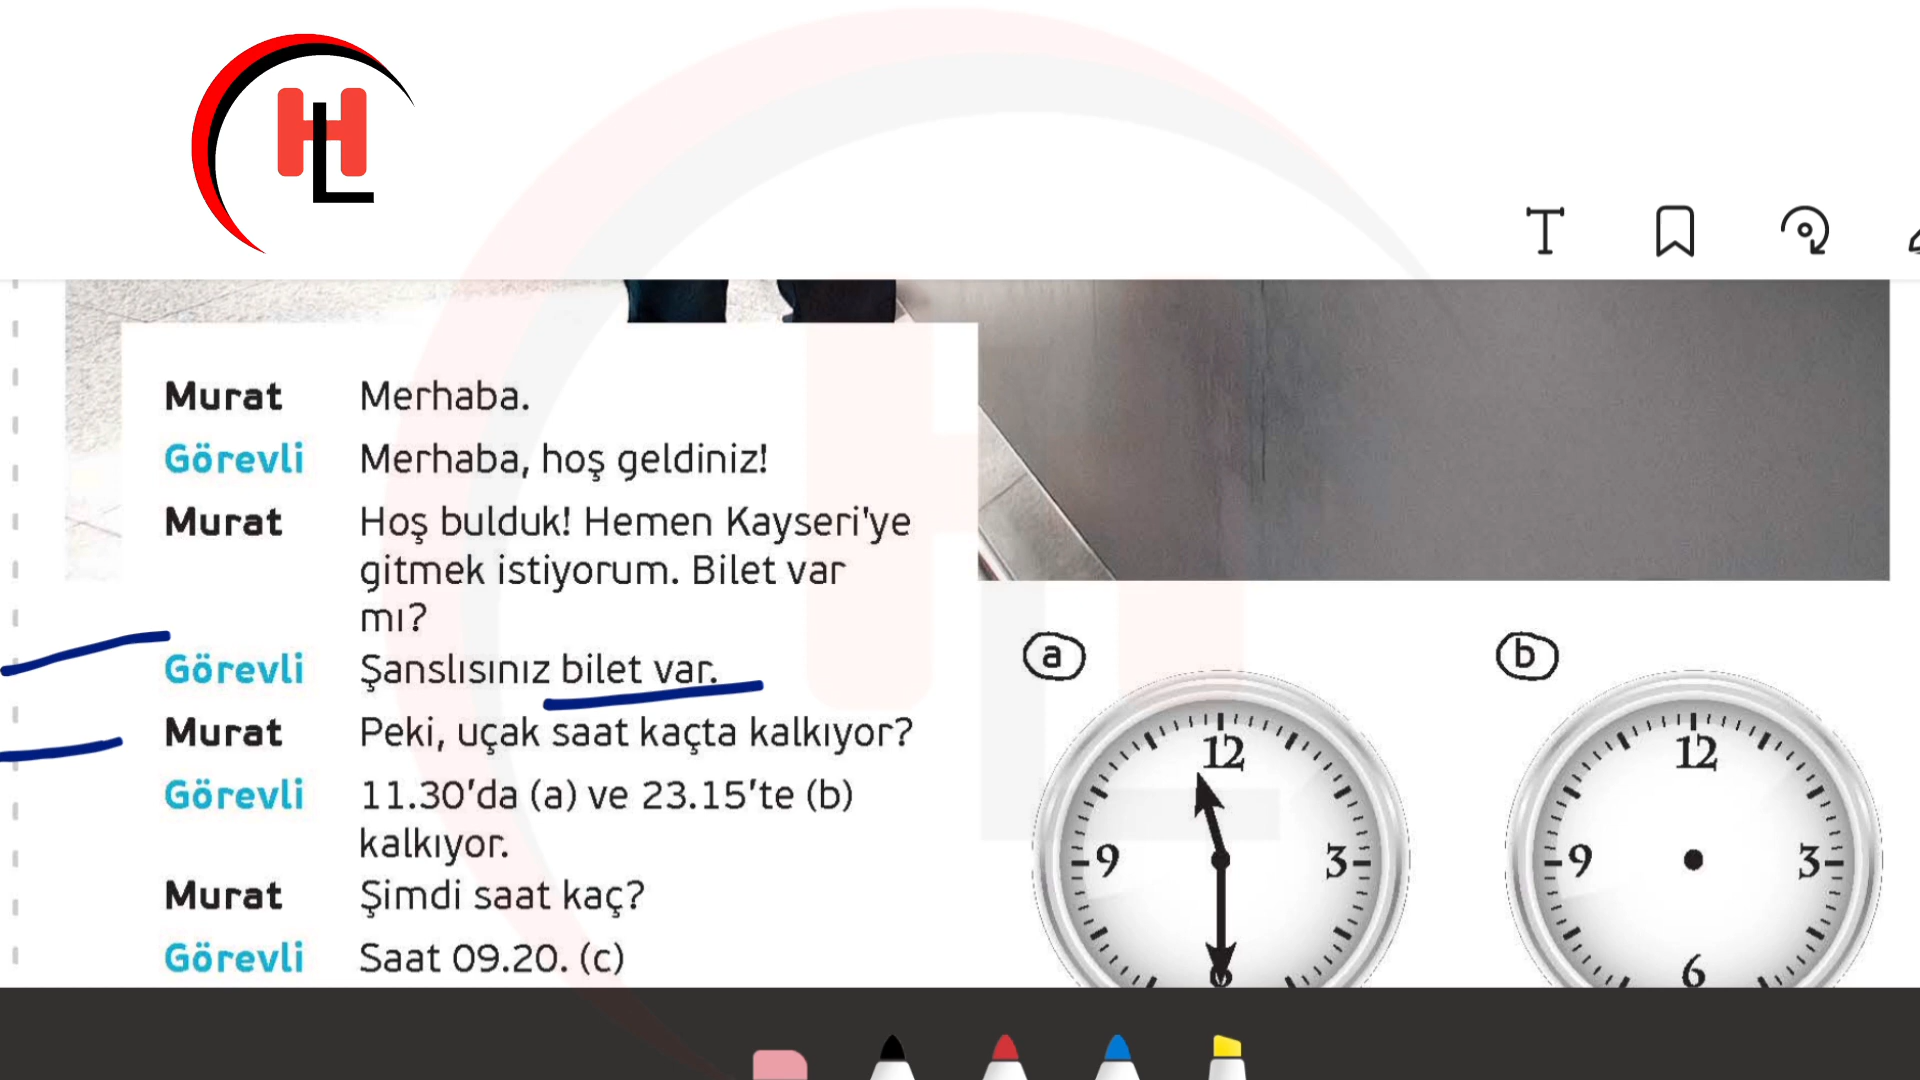 HL
Murat Merhaba.
Görevli Merhaba, hoş geldiniz!
Murat Hoş bulduk! Hemen Kayseri'ye
gitmek istiyorum. Bilet var
mı?
Görevli Şanslısınız bilet var.
Murat Peki, uçak saat kaçta kalkıyor?
Görevli 11.30'da (a) ve 23.15'te (b)
kalkıyor.
Murat Şimdi saat kaç?
Görevli Saat 09.20. (c)
a
12
9 3
6
b
12
9 3
6